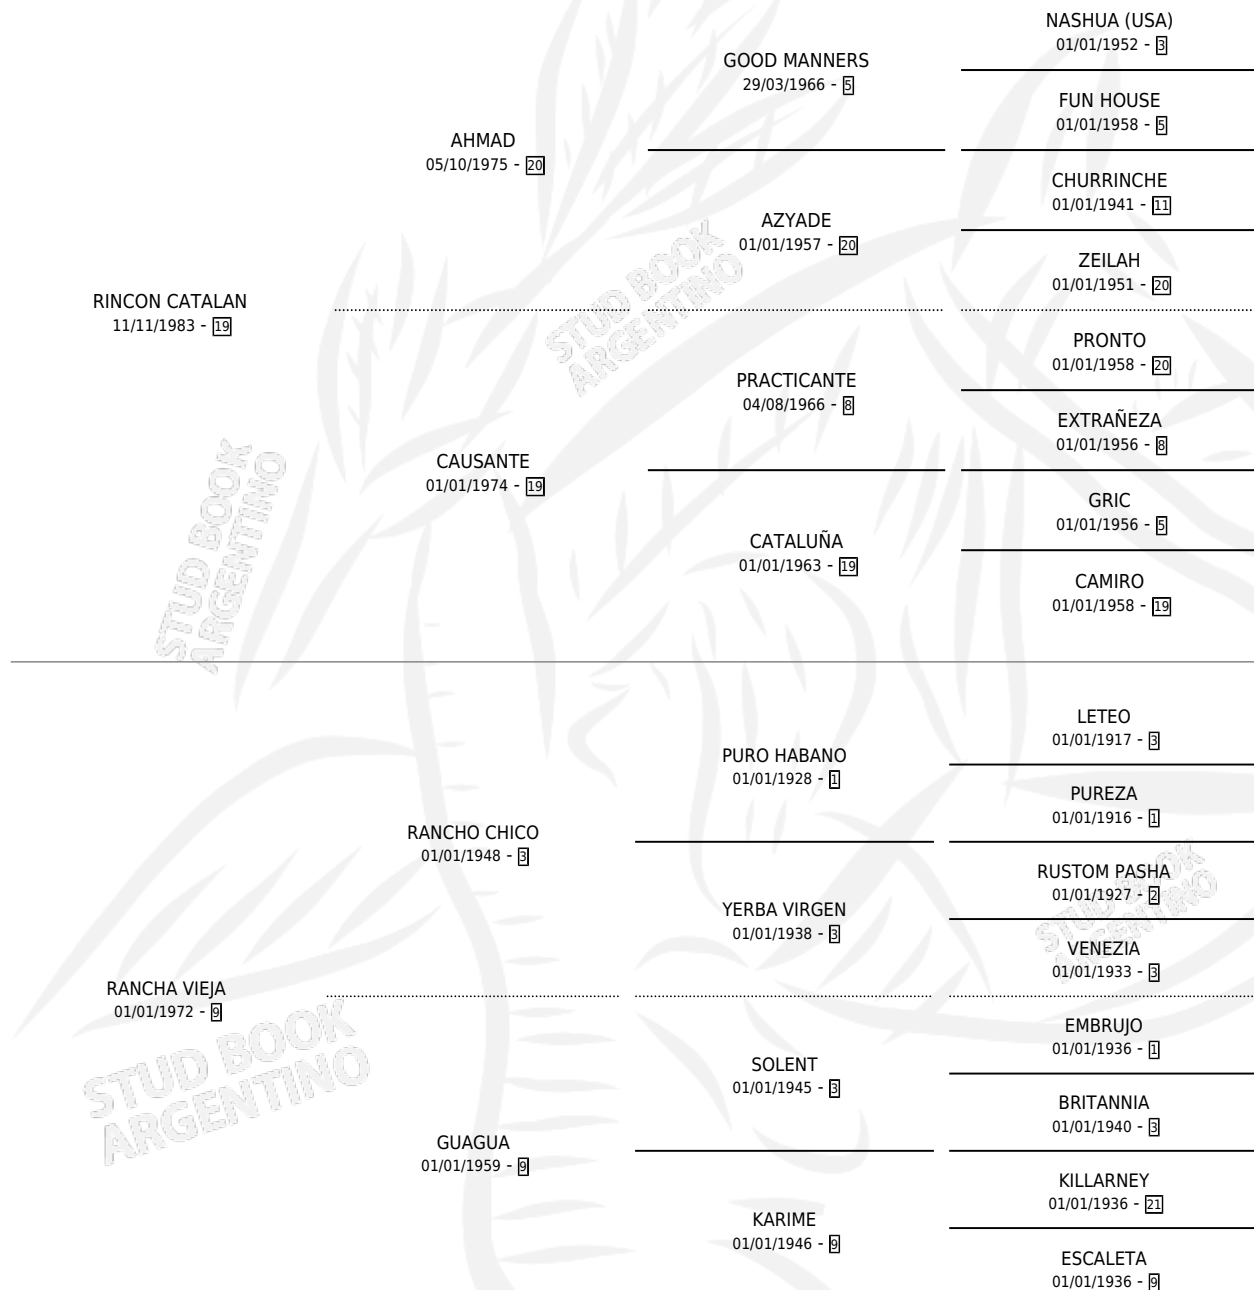 NASHUA (USA)
01/01/1952 - 3
GOOD MANNERS
29/03/1966 - 5
FUN HOUSE
01/01/1958 - 5
AHMAD
05/10/1975 - 20
CHURRINCHE
01/01/1941 - 11
AZYADE
01/01/1957 - 20
ZEILAH
01/01/1951 - 20
RINCON CATALAN
11/11/1983 - 19
STUD BOOK
ARGENTINO
PRONTO
01/01/1958 - 20
PRACTICANTE
04/08/1966 - 8
EXTRAÑEZA
01/01/1956 - 8
CAUSANTE
01/01/1974 - 19
GRIC
01/01/1956 - 5
CATALUÑA
01/01/1963 - 19
CAMIRO
01/01/1958 - 19
STUD BOOK
ARGENTINO
LETEO
01/01/1917 - 3
PURO HABANO
01/01/1928 - 1
PUREZA
01/01/1916 - 1
RANCHO CHICO
01/01/1948 - 3
RUSTOM PASHA
01/01/1927 - 2
YERBA VIRGEN
01/01/1938 - 3
STUD BOOK
ARGENTINO
VENEZIA
01/01/1933 - 3
RANCHA VIEJA
01/01/1972 - 9
STUD BOOK
ARGENTINO
EMBRUJO
01/01/1936 - 1
SOLENT
01/01/1945 - 3
BRITANNIA
01/01/1940 - 3
GUAGUA
01/01/1959 - 9
KILLARNEY
01/01/1936 - 21
KARIME
01/01/1946 - 9
ESCALETA
01/01/1936 - 9